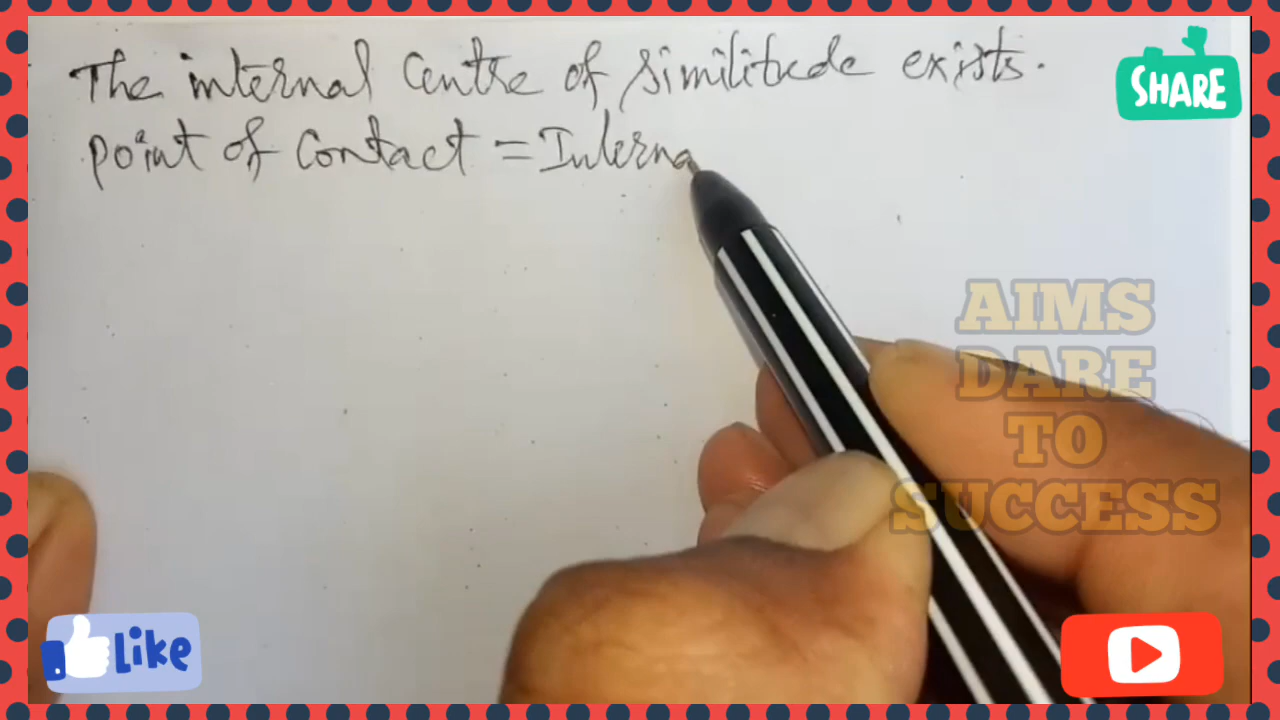 The internal Centre of similitude exists.
point of Contact = Interna
SHARE
AIMS
DARE
TO
SUCCESS
Like